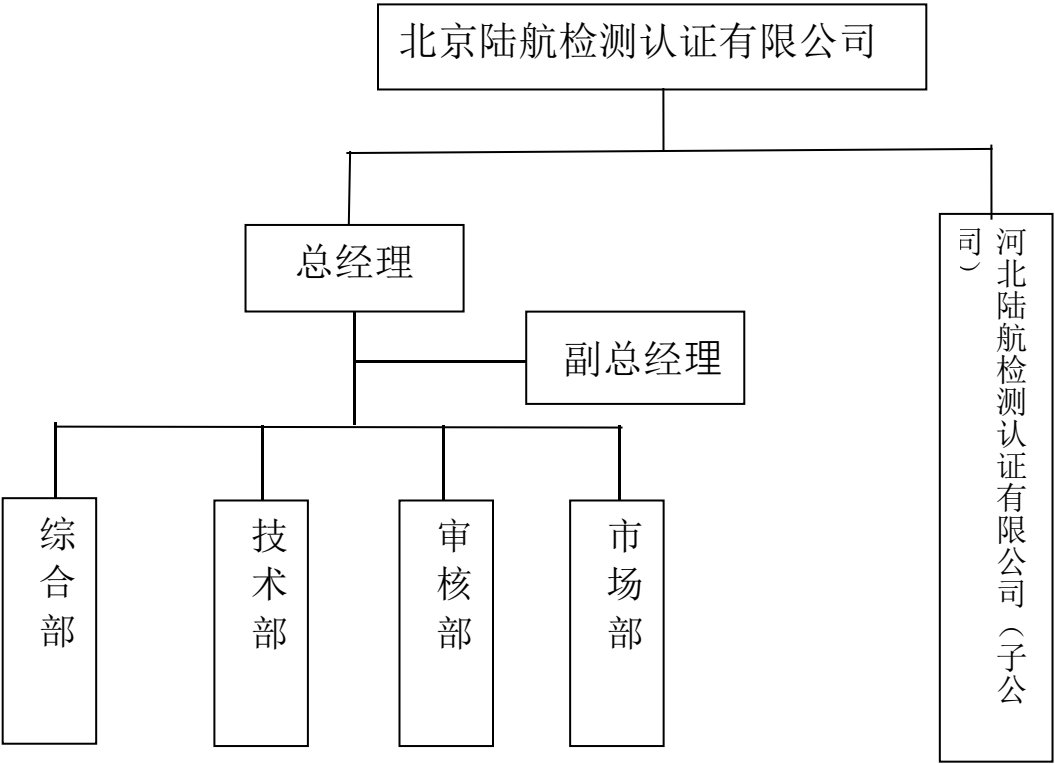 北京陆航检测认证有限公司
总经理
副总经理
综合部
技术部
审核部
市场部
河北陆航检测认证有限公司（子公
司）